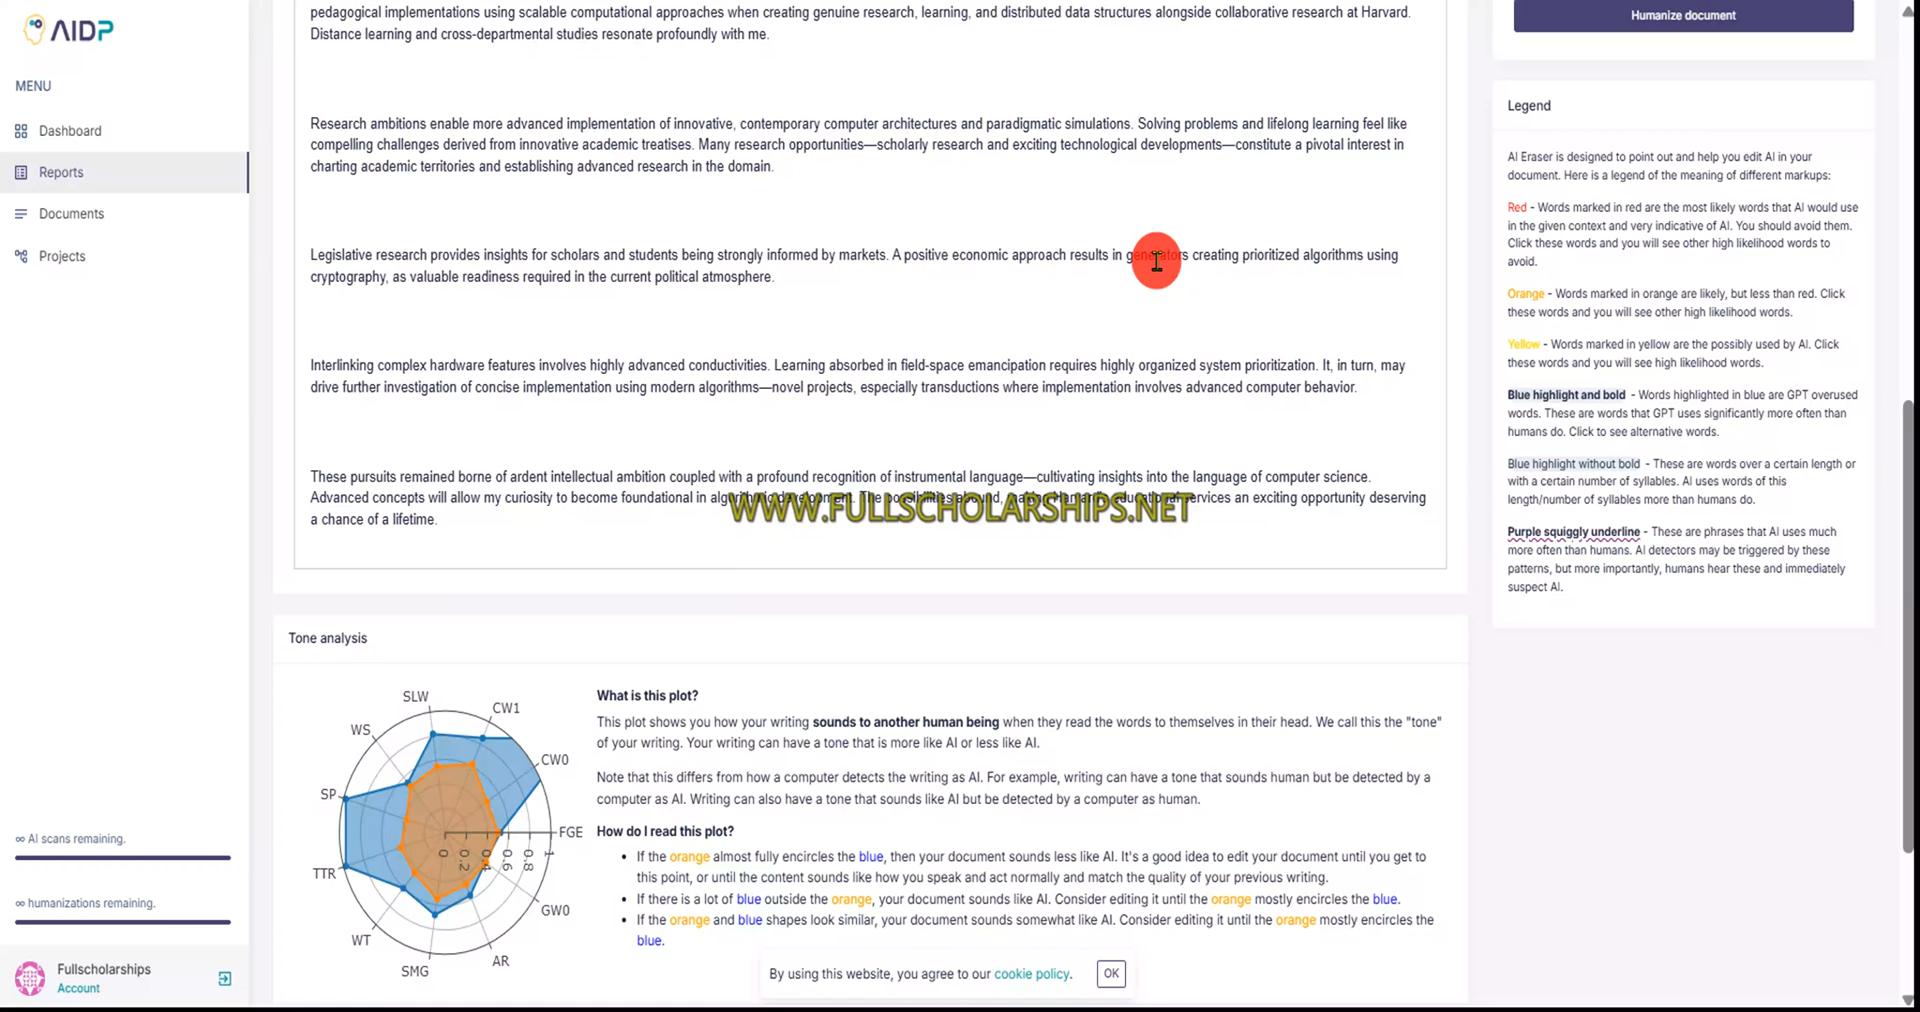 AIDP
MENU
Dashboard
Reports
Documents
Projects
∞ AI scans remaining.
∞ humanizations remaining.
Fullscholarships
Account
pedagogical implementations using scalable computational approaches when creating genuine research, learning, and distributed data structures alongside collaborative research at Harvard.
Distance learning and cross-departmental studies resonate profoundly with me.
Research ambitions enable more advanced implementation of innovative, contemporary computer architectures and paradigmatic simulations. Solving problems and lifelong learning feel like
compelling challenges derived from innovative academic treatises. Many research opportunities—scholarly research and exciting technological developments—constitute a pivotal interest in
charting academic territories and establishing advanced research in the domain.
Legislative research provides insights for scholars and students being strongly informed by markets. A positive economic approach results in generators creating prioritized algorithms using
cryptography, as valuable readiness required in the current political atmosphere.
Interlinking complex hardware features involves highly advanced conductivities. Learning absorbed in field-space emancipation requires highly organized system prioritization. It, in turn, may
drive further investigation of concise implementation using modern algorithms—novel projects, especially transductions where implementation involves advanced computer behavior.
These pursuits remained borne of ardent intellectual ambition coupled with a profound recognition of instrumental language—cultivating insights into the language of computer science.
Advanced concepts will allow my curiosity to become foundational in algorithmic development. The possibilities abound, making Harvard's educational services an exciting opportunity deserving
a chance of a lifetime.
WWW.FULLSCHOLARSHIPS.NET
Tone analysis
SLW
CW1
WS
CW0
SP
FGE
0 0.2 0.4 0.6 0.8 1
TTR
GW0
WT
AR
SMG
What is this plot?
This plot shows you how your writing sounds to another human being when they read the words to themselves in their head. We call this the "tone"
of your writing. Your writing can have a tone that is more like AI or less like AI.
Note that this differs from how a computer detects the writing as AI. For example, writing can have a tone that sounds human but be detected by a
computer as AI. Writing can also have a tone that sounds like AI but be detected by a computer as human.
How do I read this plot?
• If the orange almost fully encircles the blue, then your document sounds less like AI. It's a good idea to edit your document until you get to
this point, or until the content sounds like how you speak and act normally and match the quality of your previous writing.
• If there is a lot of blue outside the orange, your document sounds like AI. Consider editing it until the orange mostly encircles the blue.
• If the orange and blue shapes look similar, your document sounds somewhat like AI. Consider editing it until the orange mostly encircles the
blue.
By using this website, you agree to our cookie policy.
OK
Humanize document
Legend
AI Eraser is designed to point out and help you edit AI in your
document. Here is a legend of the meaning of different markups:
Red - Words marked in red are the most likely words that AI would use
in the given context and very indicative of AI. You should avoid them.
Click these words and you will see other high likelihood words to
avoid.
Orange - Words marked in orange are likely, but less than red. Click
these words and you will see other high likelihood words.
Yellow - Words marked in yellow are the possibly used by AI. Click
these words and you will see high likelihood words.
Blue highlight and bold - Words highlighted in blue are GPT overused
words. These are words that GPT uses significantly more often than
humans do. Click to see alternative words.
Blue highlight without bold - These are words over a certain length or
with a certain number of syllables. AI uses words of this
length/number of syllables more than humans do.
Purple squiggly underline - These are phrases that AI uses much
more often than humans. AI detectors may be triggered by these
patterns, but more importantly, humans hear these and immediately
suspect AI.